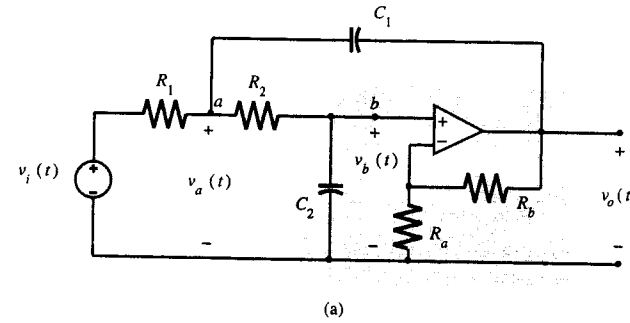 C1
R1
R2
a
b
+
+
+
−
+
−
vi (t)
+
−
va (t)
vb (t)
C2
Rb
Ra
vo (t
−
−
−
(a)